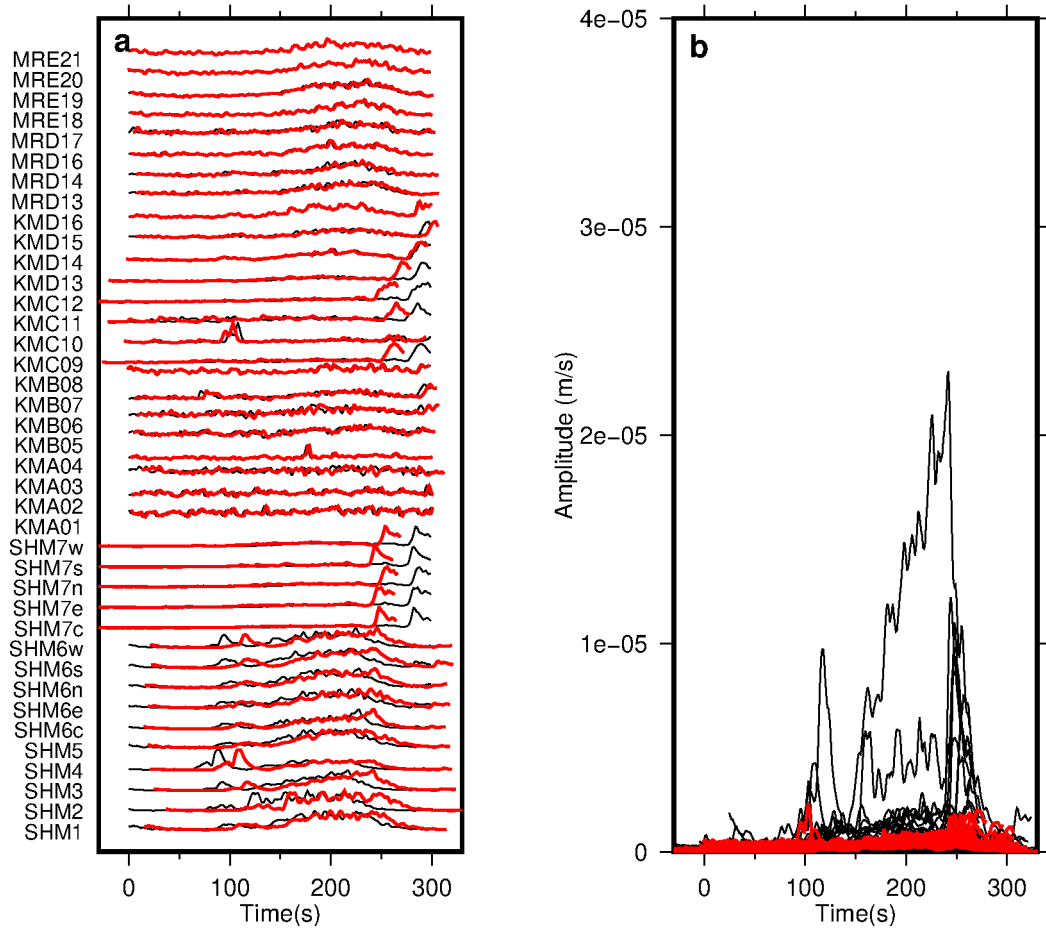 a
MRE21
MRE20
MRE19
MRE18
MRD17
MRD16
MRD14
MRD13
KMD16
KMD15
KMD14
KMD13
KMC12
KMC11
KMC10
KMC09
KMB08
KMB07
KMB06
KMB05
KMA04
KMA03
KMA02
KMA01
SHM7w
SHM7s
SHM7n
SHM7e
SHM7c
SHM6w
SHM6s
SHM6n
SHM6e
SHM6c
SHM5
SHM4
SHM3
SHM2
SHM1
0 100 200 300
Time(s)
b
4e-05
3e-05
2e-05
1e-05
0
Amplitude (m/s)
0 100 200 300
Time(s)